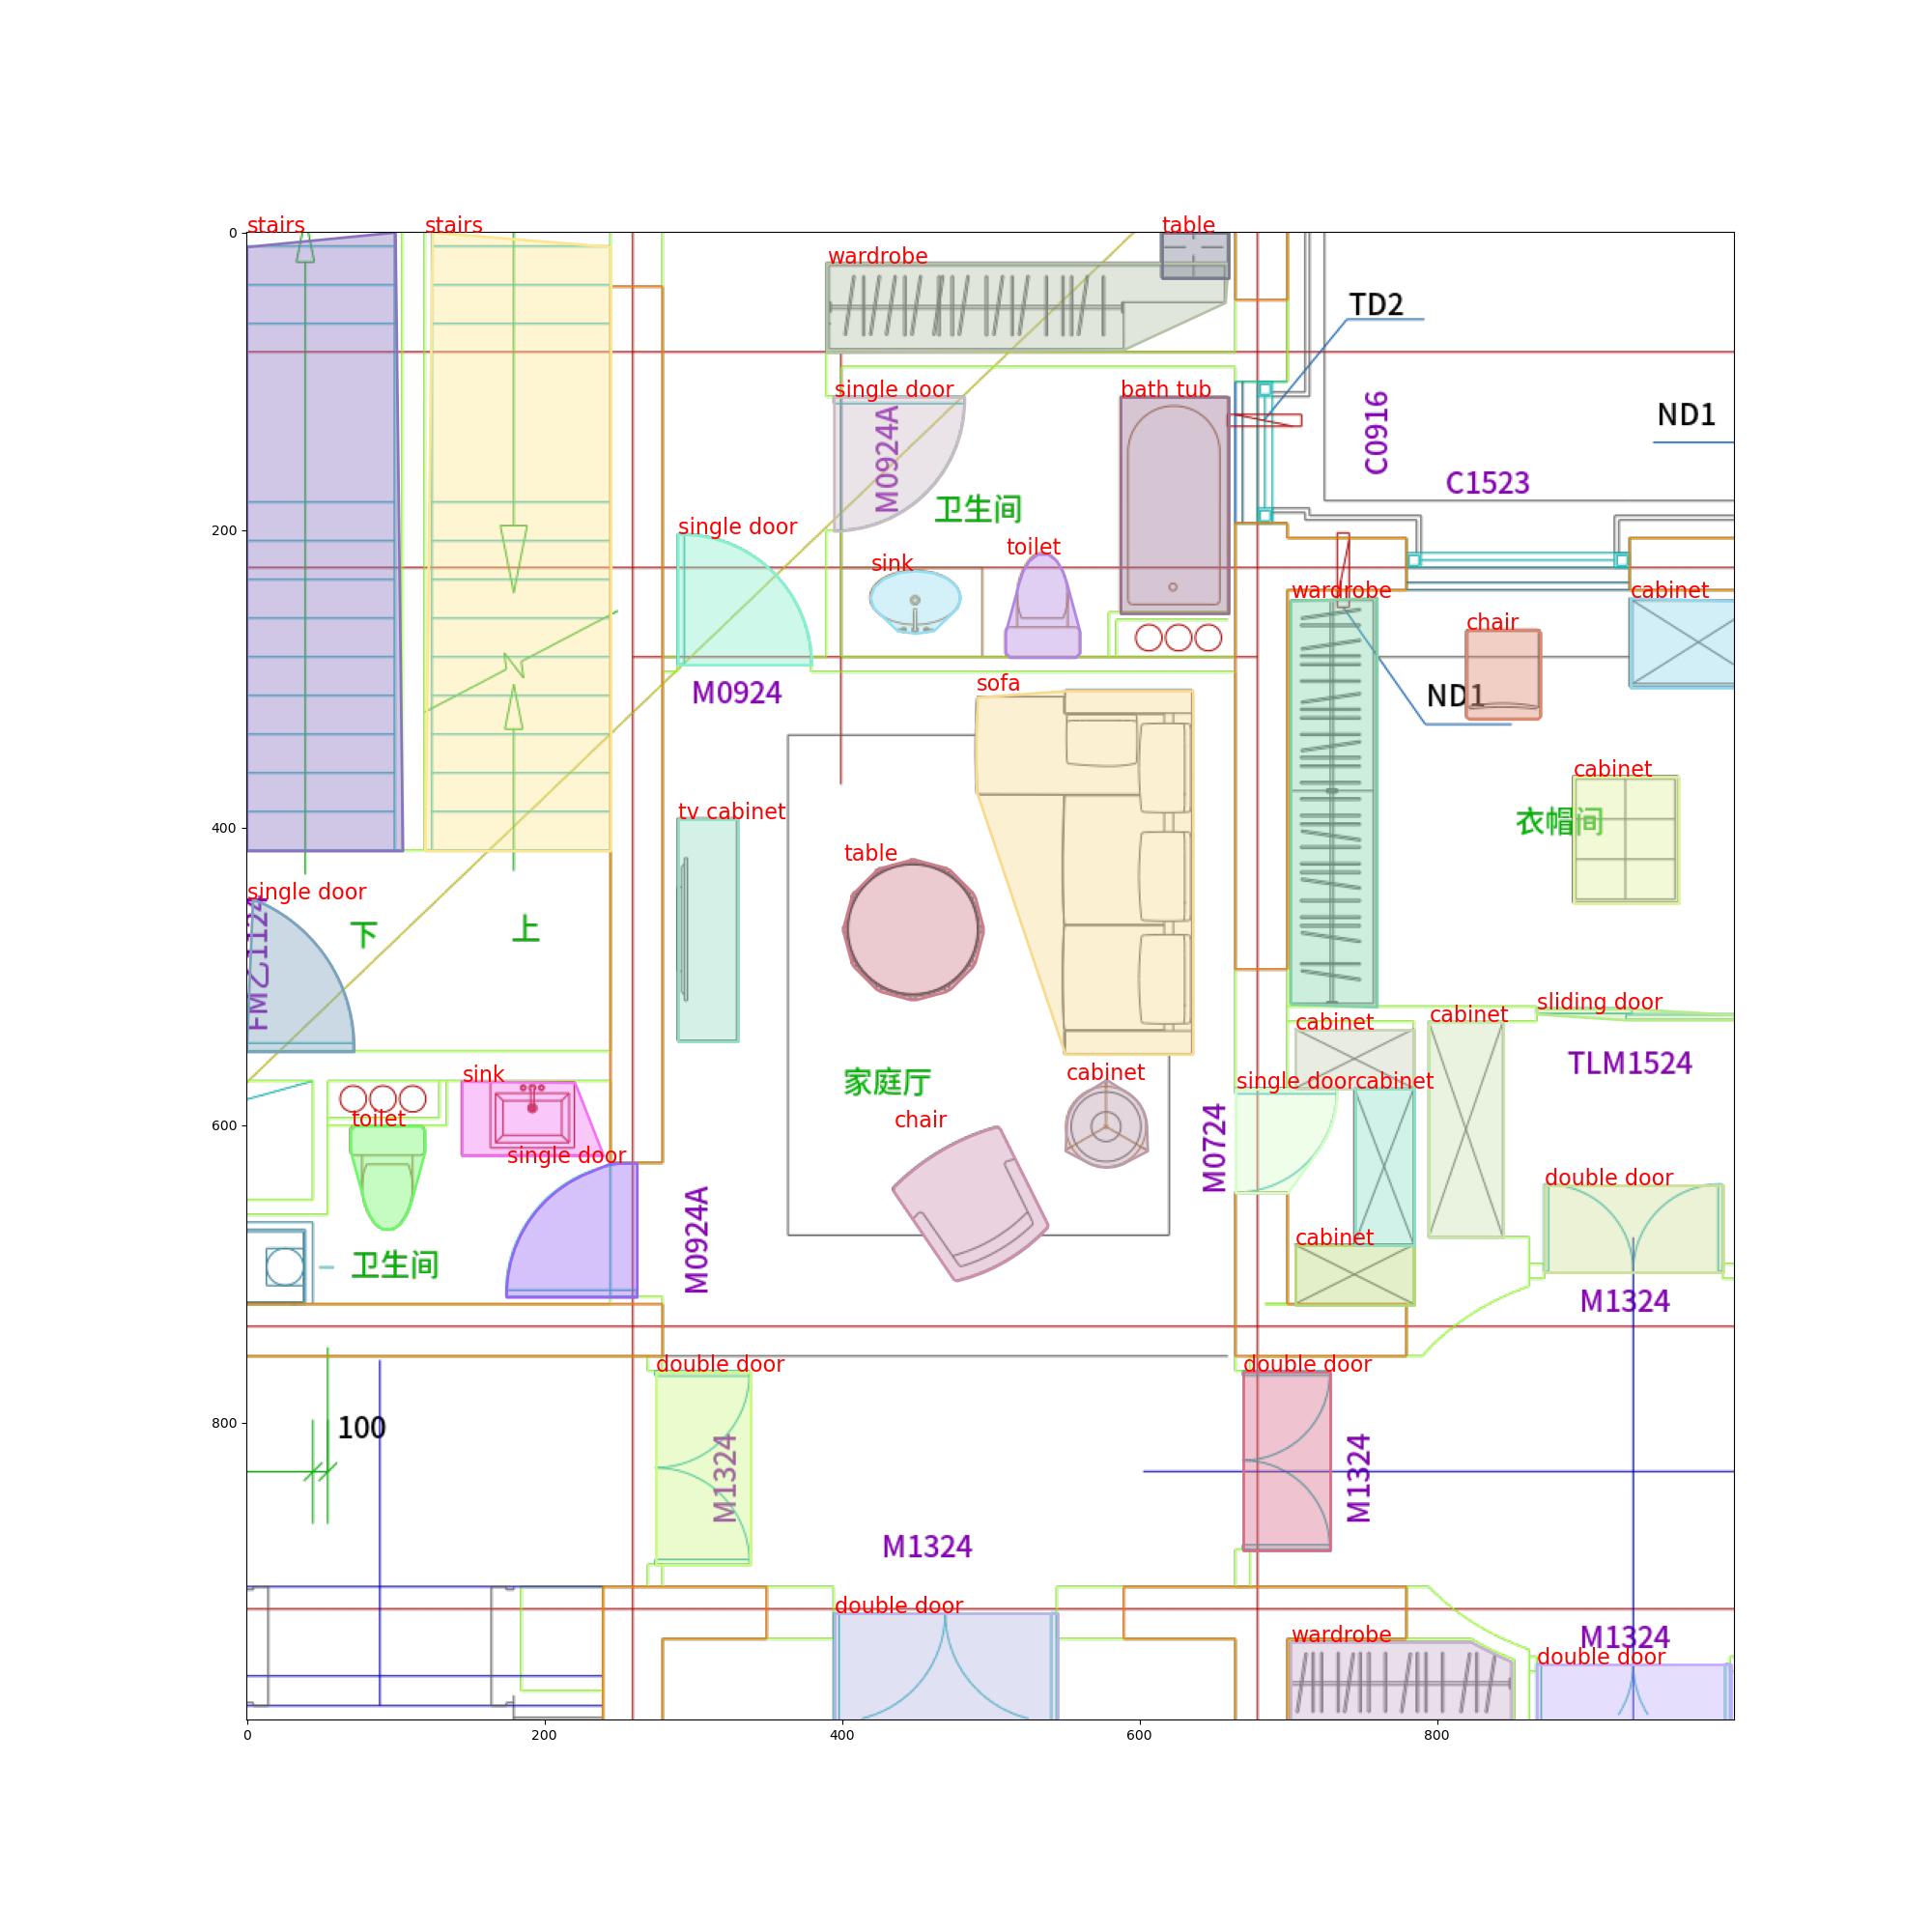 stairs
stairs
table
0
wardrobe
TD2
single door
bath tub
M0924A
C0916
ND1
C1523
卫生间
200
single door
toilet
sink
wardrobe
cabinet
chair
M0924
sofa
ND1
cabinet
tv cabinet
衣帽间
400
table
single door
FM乙1124
下
上
sliding door
cabinet
cabinet
TLM1524
sink
家庭厅
cabinet
single door
cabinet
toilet
chair
600
M0724
single door
double door
M0924A
cabinet
卫生间
M1324
double door
double door
800
100
M1324
M1324
M1324
double door
wardrobe
M1324
double door
0
200
400
600
800